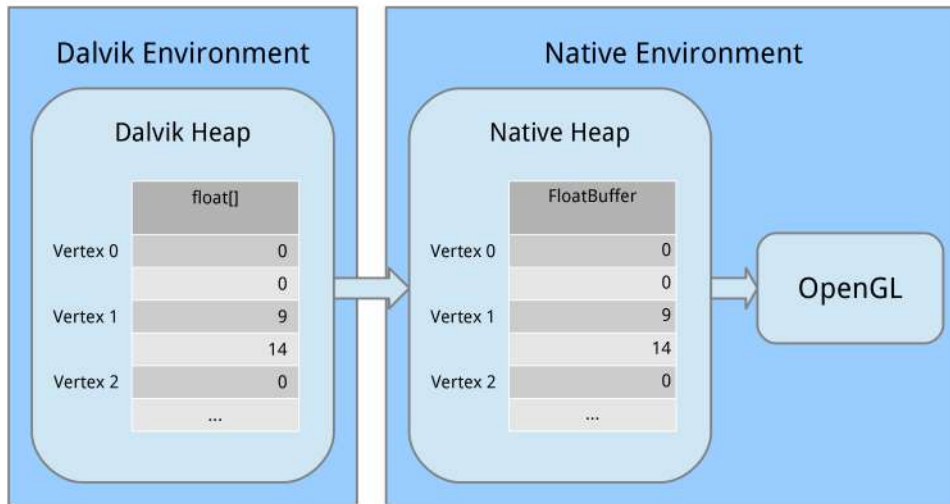 Dalvik Environment
Dalvik Heap
float[]
Vertex 0 0
0
Vertex 1 9
14
Vertex 2 0
...
Native Environment
Native Heap
FloatBuffer
Vertex 0 0
0
Vertex 1 9
14
Vertex 2 0
...
OpenGL